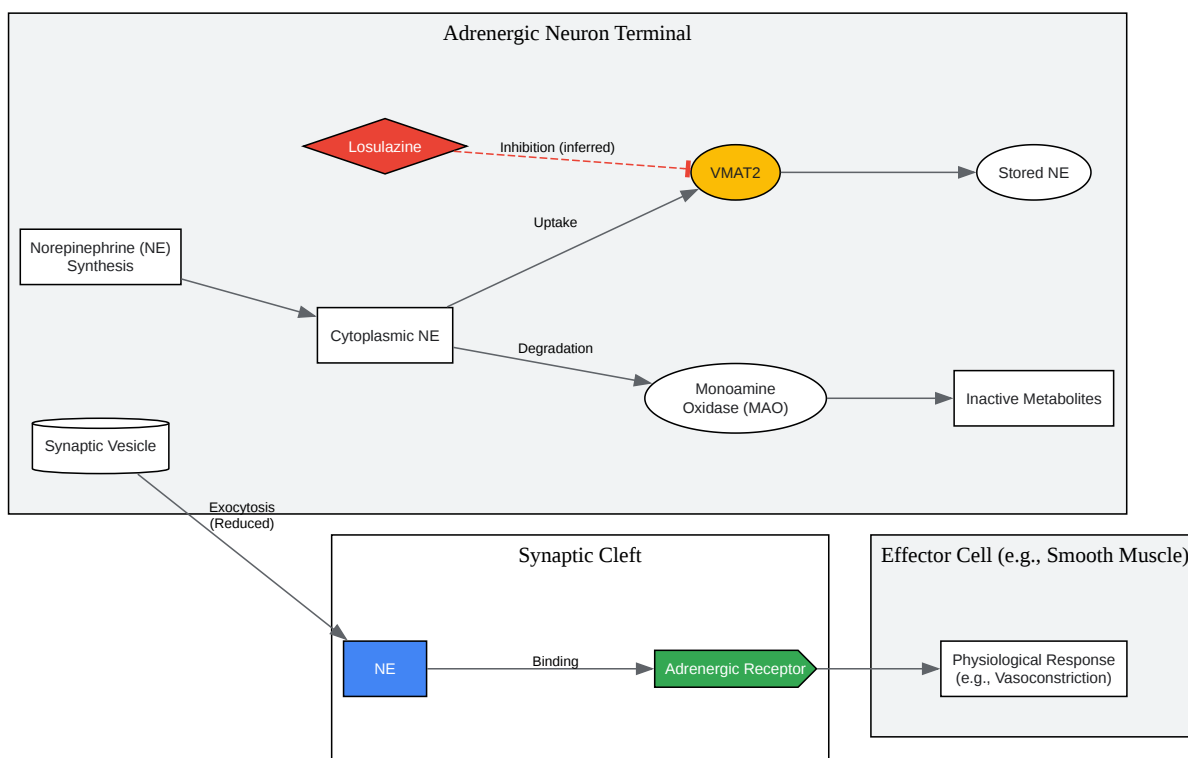 Adrenergic Neuron Terminal
Losulazine
Inhibition (inferred)
VMAT2
Stored NE
Uptake
Norepinephrine (NE)
Synthesis
Cytoplasmic NE
Degradation
Monoamine
Oxidase (MAO)
Inactive Metabolites
Synaptic Vesicle
Exocytosis
(Reduced)
Synaptic Cleft
Effector Cell (e.g., Smooth Muscle)
NE
Binding
Adrenergic Receptor
Physiological Response
(e.g., Vasoconstriction)